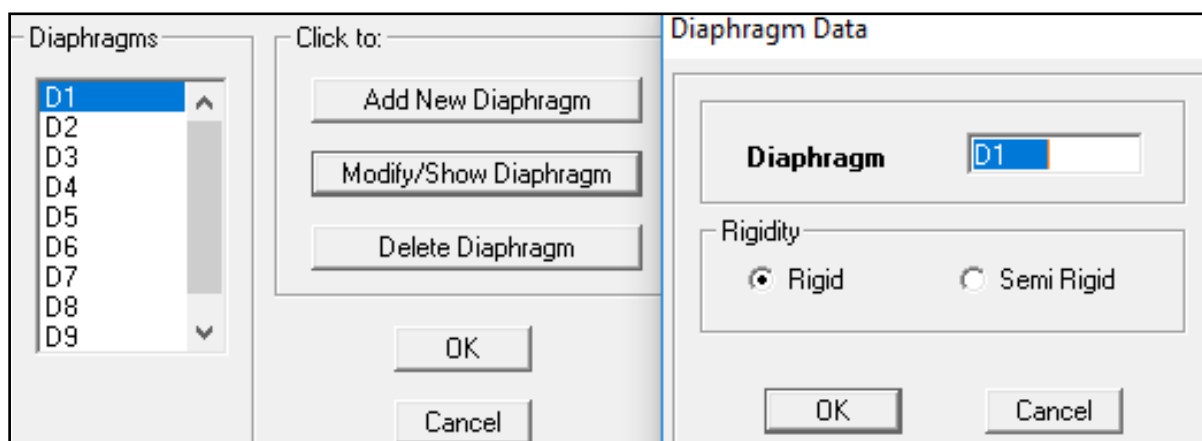 Diaphragms
D1
D2
D3
D4
D5
D6
D7
D8
D9
Click to:
Add New Diaphragm
Modify/Show Diaphragm
Delete Diaphragm
OK
Cancel
Diaphragm Data
Diaphragm D1
Rigidity
Rigid Semi Rigid
OK Cancel